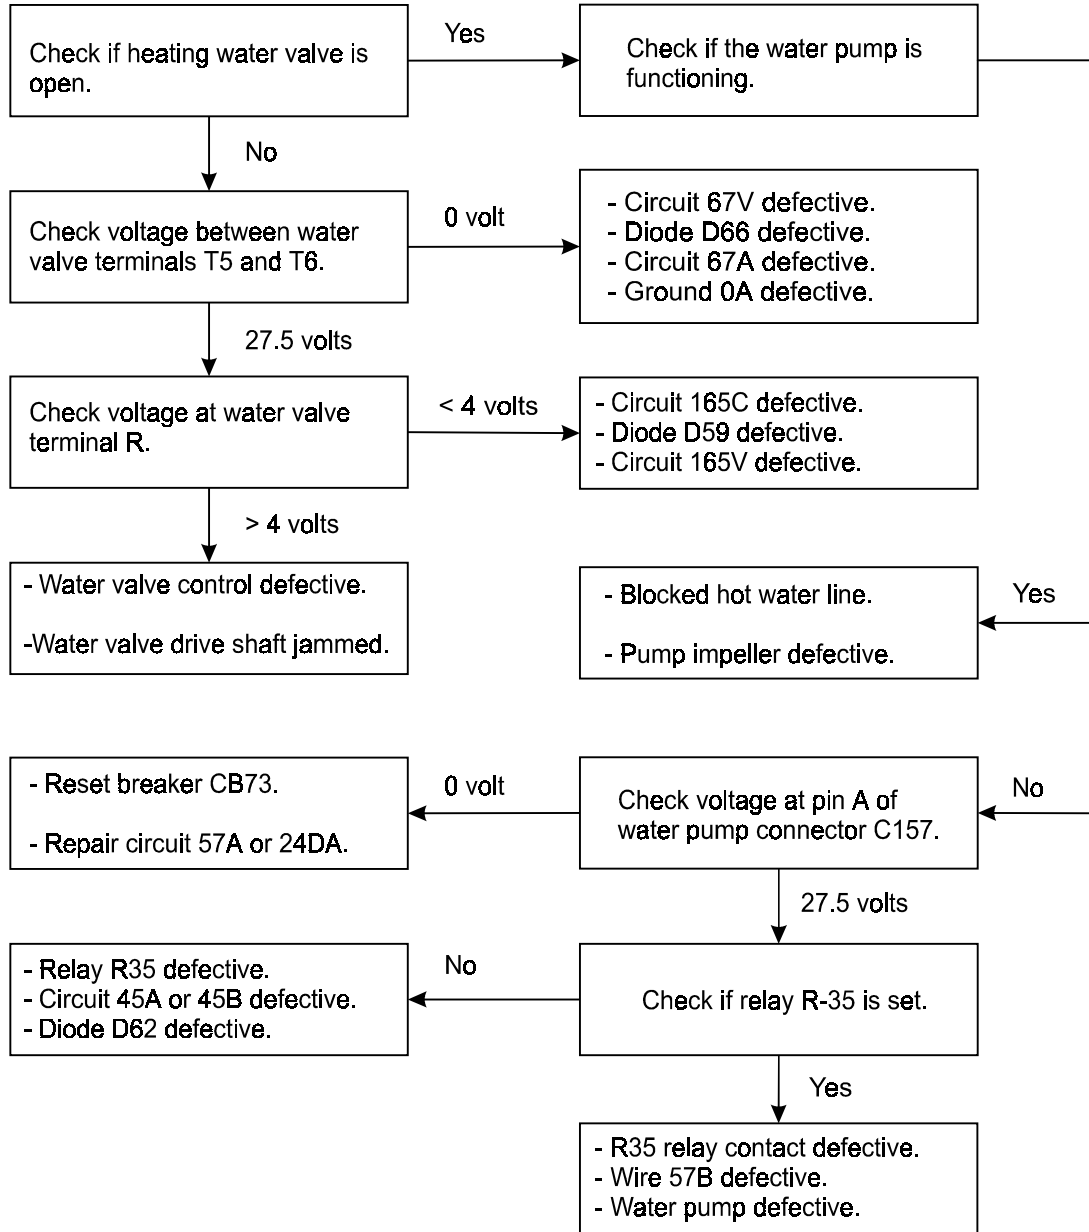 Check if heating water valve is
open.
Yes
Check if the water pump is
functioning.
No
Check voltage between water
valve terminals T5 and T6.
0 volt
- Circuit 67V defective.
- Diode D66 defective.
- Circuit 67A defective.
- Ground 0A defective.
27.5 volts
Check voltage at water valve
terminal R.
< 4 volts
- Circuit 165C defective.
- Diode D59 defective.
- Circuit 165V defective.
> 4 volts
- Water valve control defective.
-Water valve drive shaft jammed.
- Blocked hot water line.
- Pump impeller defective.
Yes
- Reset breaker CB73.
- Repair circuit 57A or 24DA.
0 volt
Check voltage at pin A of
water pump connector C157.
No
27.5 volts
- Relay R35 defective.
- Circuit 45A or 45B defective.
- Diode D62 defective.
No
Check if relay R-35 is set.
Yes
- R35 relay contact defective.
- Wire 57B defective.
- Water pump defective.